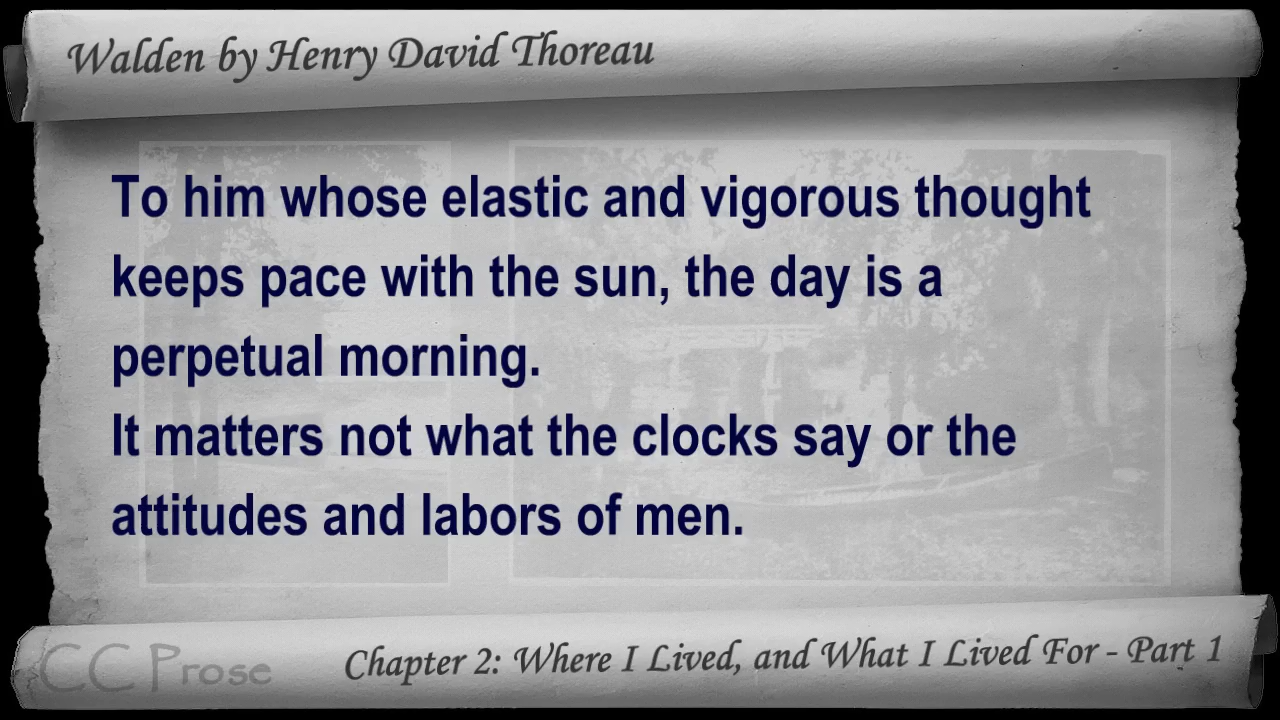 Walden by Henry David Thoreau
To him whose elastic and vigorous thought
keeps pace with the sun, the day is a
perpetual morning.
It matters not what the clocks say or the
attitudes and labors of men.
CC Prose
Chapter 2: Where I Lived, and What I Lived For - Part 1